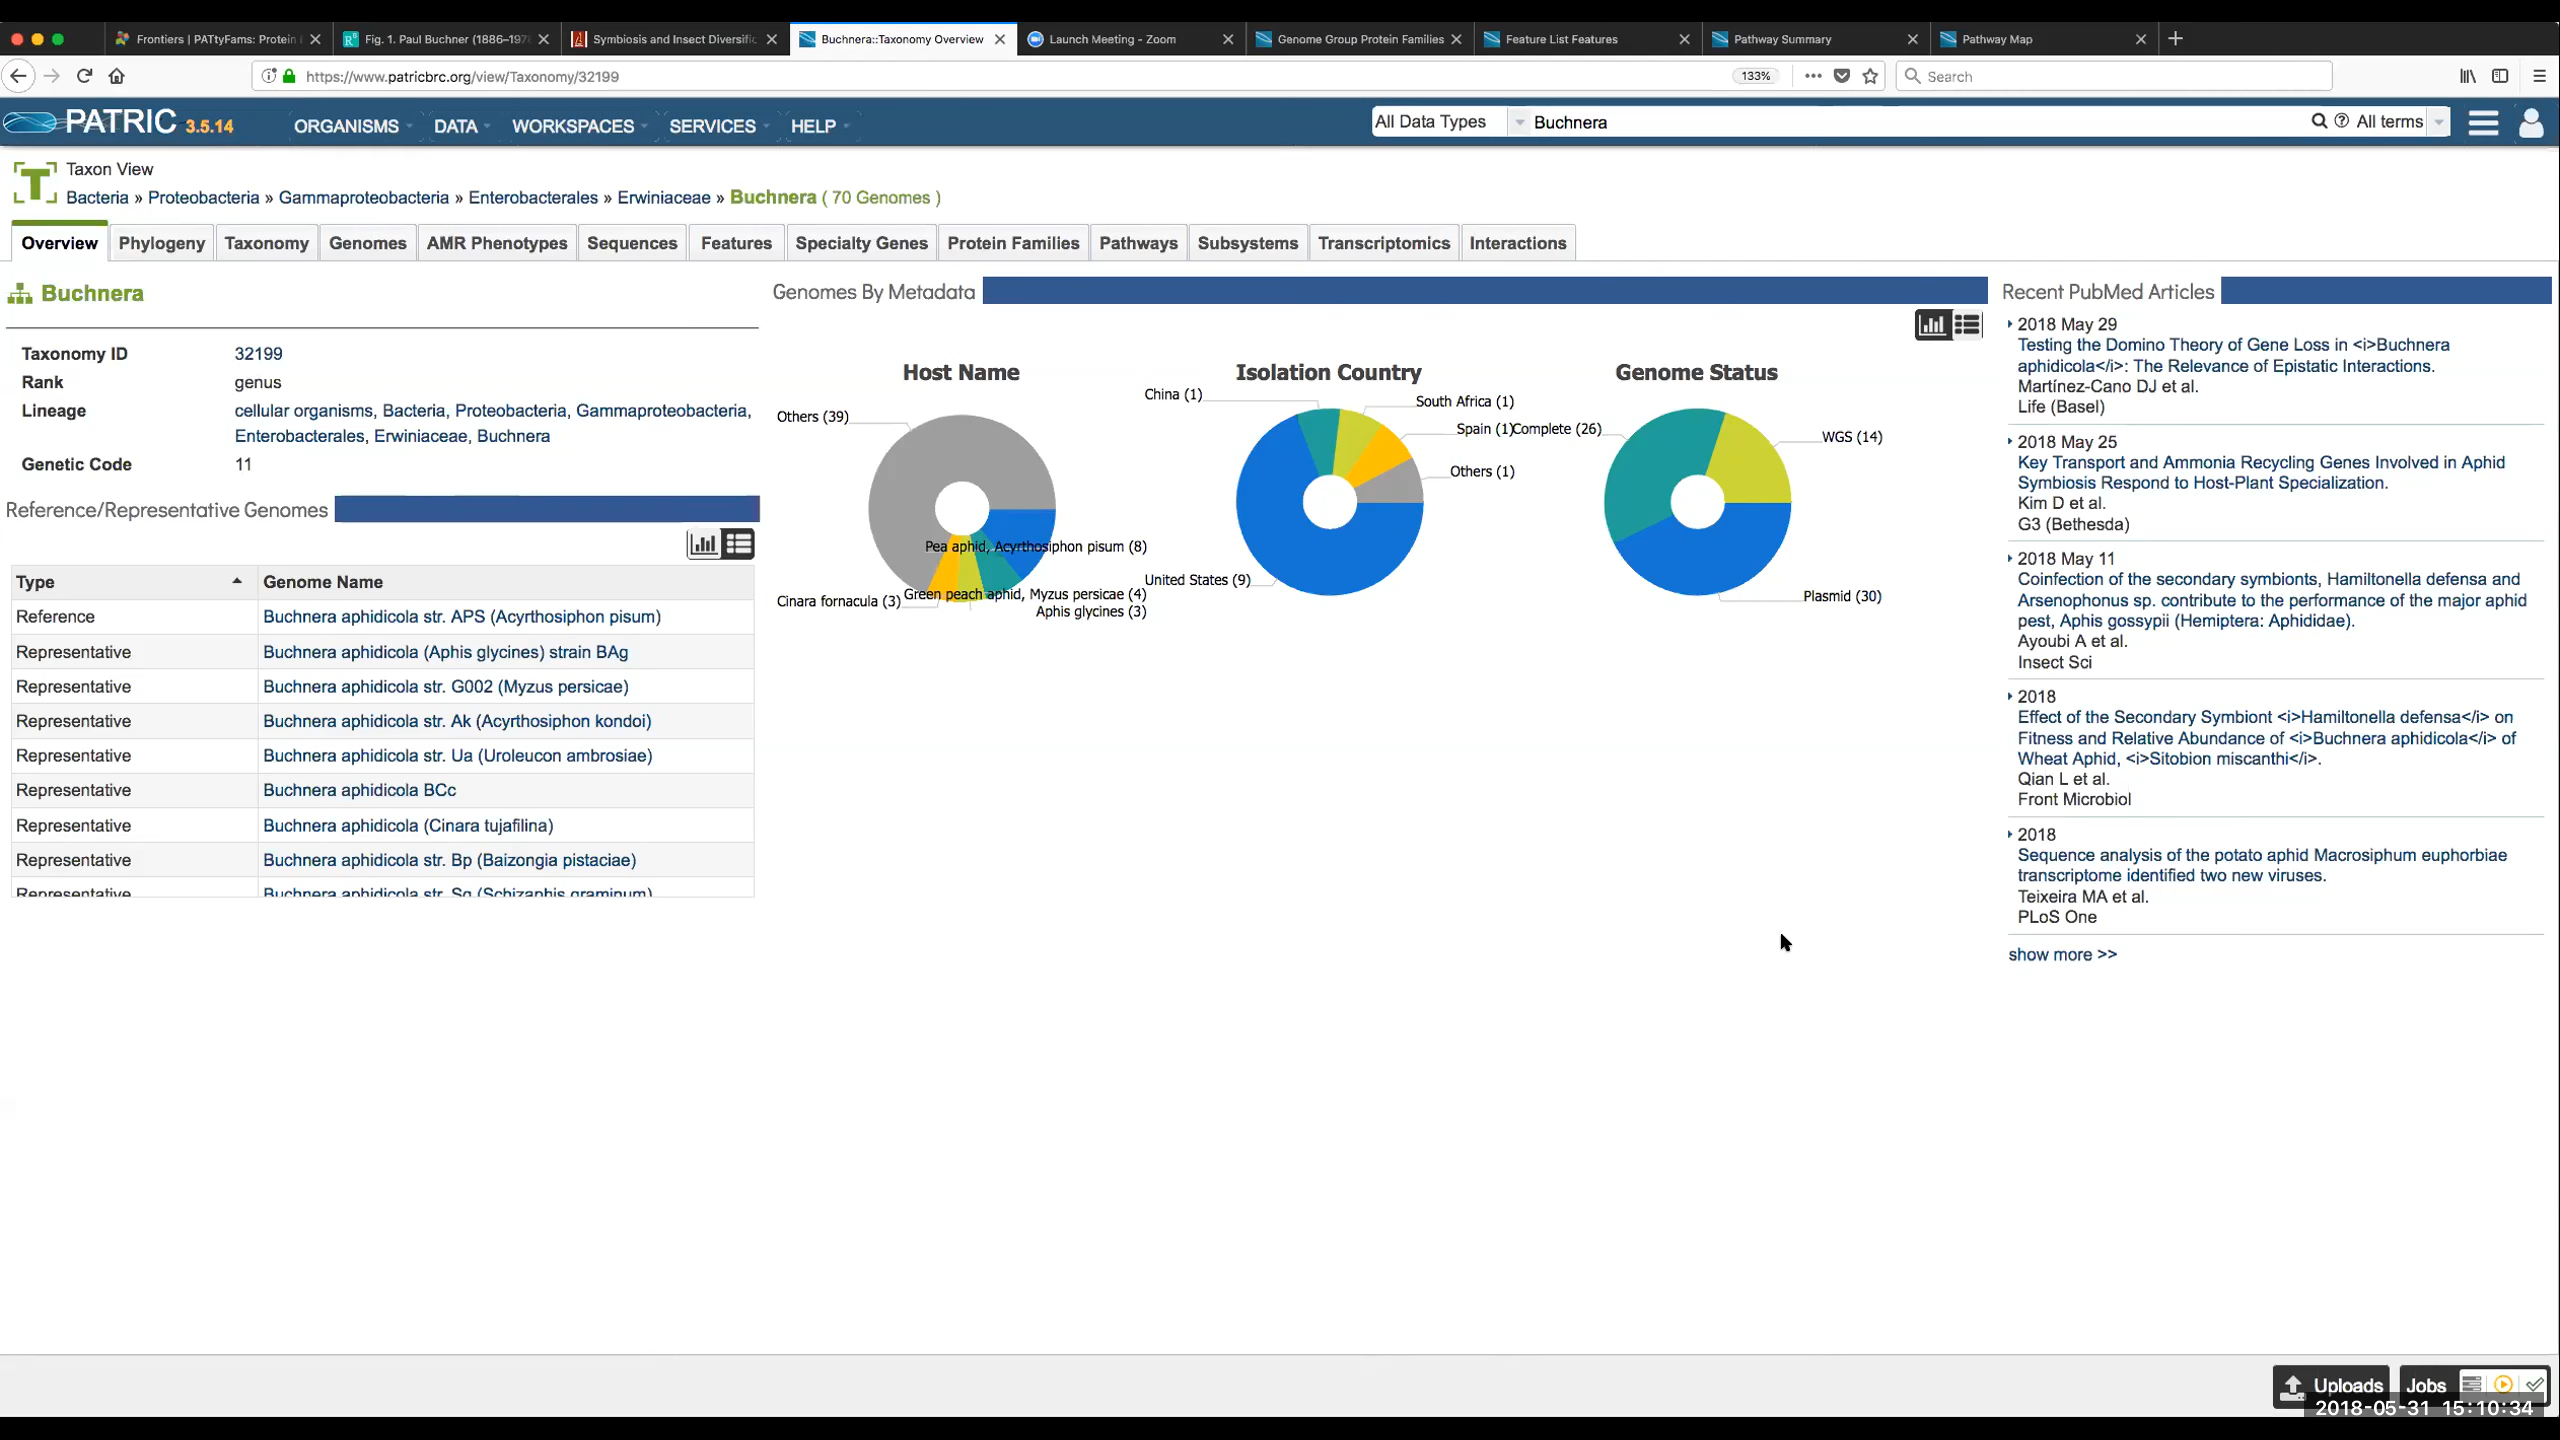 Frontiers | PATtyFams: Protein
Fig. 1. Paul Buchner (1886–197
Symbiosis and Insect Diversific
Buchnera::Taxonomy Overview
Launch Meeting - Zoom
Genome Group Protein Families
Feature List Features
Pathway Summary
Pathway Map
https://www.patricbrc.org/view/Taxonomy/32199
133%
Search
PATRIC 3.5.14
ORGANISMS
DATA
WORKSPACES
SERVICES
HELP
All Data Types
Buchnera
All terms
Taxon View
Bacteria » Proteobacteria » Gammaproteobacteria » Enterobacterales » Erwiniaceae » Buchnera ( 70 Genomes )
Overview
Phylogeny
Taxonomy
Genomes
AMR Phenotypes
Sequences
Features
Specialty Genes
Protein Families
Pathways
Subsystems
Transcriptomics
Interactions
Buchnera
Taxonomy ID 32199
Rank genus
Lineage cellular organisms, Bacteria, Proteobacteria, Gammaproteobacteria,
Enterobacterales, Erwiniaceae, Buchnera
Genetic Code 11
Reference/Representative Genomes
Type Genome Name
Reference Buchnera aphidicola str. APS (Acyrthosiphon pisum)
Representative Buchnera aphidicola (Aphis glycines) strain BAg
Representative Buchnera aphidicola str. G002 (Myzus persicae)
Representative Buchnera aphidicola str. Ak (Acyrthosiphon kondoi)
Representative Buchnera aphidicola str. Ua (Uroleucon ambrosiae)
Representative Buchnera aphidicola BCc
Representative Buchnera aphidicola (Cinara tujafilina)
Representative Buchnera aphidicola str. Bp (Baizongia pistaciae)
Representative Buchnera aphidicola str. Sg (Schizaphis graminum)
Genomes By Metadata
Host Name
Others (39)
Pea aphid, Acyrthosiphon pisum (8)
Green peach aphid, Myzus persicae (4)
Cinara fornacula (3)
Aphis glycines (3)
Isolation Country
China (1)
South Africa (1)
Spain (1)
Others (1)
United States (9)
Genome Status
Complete (26)
WGS (14)
Plasmid (30)
Recent PubMed Articles
2018 May 29
Testing the Domino Theory of Gene Loss in <i>Buchnera
aphidicola</i>: The Relevance of Epistatic Interactions.
Martínez-Cano DJ et al.
Life (Basel)
2018 May 25
Key Transport and Ammonia Recycling Genes Involved in Aphid
Symbiosis Respond to Host-Plant Specialization.
Kim D et al.
G3 (Bethesda)
2018 May 11
Coinfection of the secondary symbionts, Hamiltonella defensa and
Arsenophonus sp. contribute to the performance of the major aphid
pest, Aphis gossypii (Hemiptera: Aphididae).
Ayoubi A et al.
Insect Sci
2018
Effect of the Secondary Symbiont <i>Hamiltonella defensa</i> on
Fitness and Relative Abundance of <i>Buchnera aphidicola</i> of
Wheat Aphid, <i>Sitobion miscanthi</i>.
Qian L et al.
Front Microbiol
2018
Sequence analysis of the potato aphid Macrosiphum euphorbiae
transcriptome identified two new viruses.
Teixeira MA et al.
PLoS One
show more >>
Uploads
Jobs
2018-05-31 15:10:34